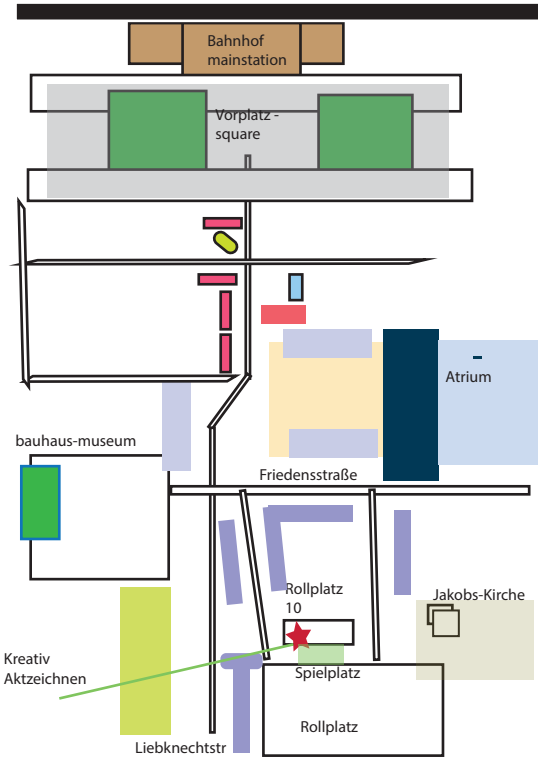 Bahnhof
mainstation
Vorplatz -
square
Atrium
bauhaus-museum
Friedensstraße
Rollplatz
10
Jakobs-Kirche
Kreativ
Aktzeichnen
Spielplatz
Rollplatz
Liebknechtstr